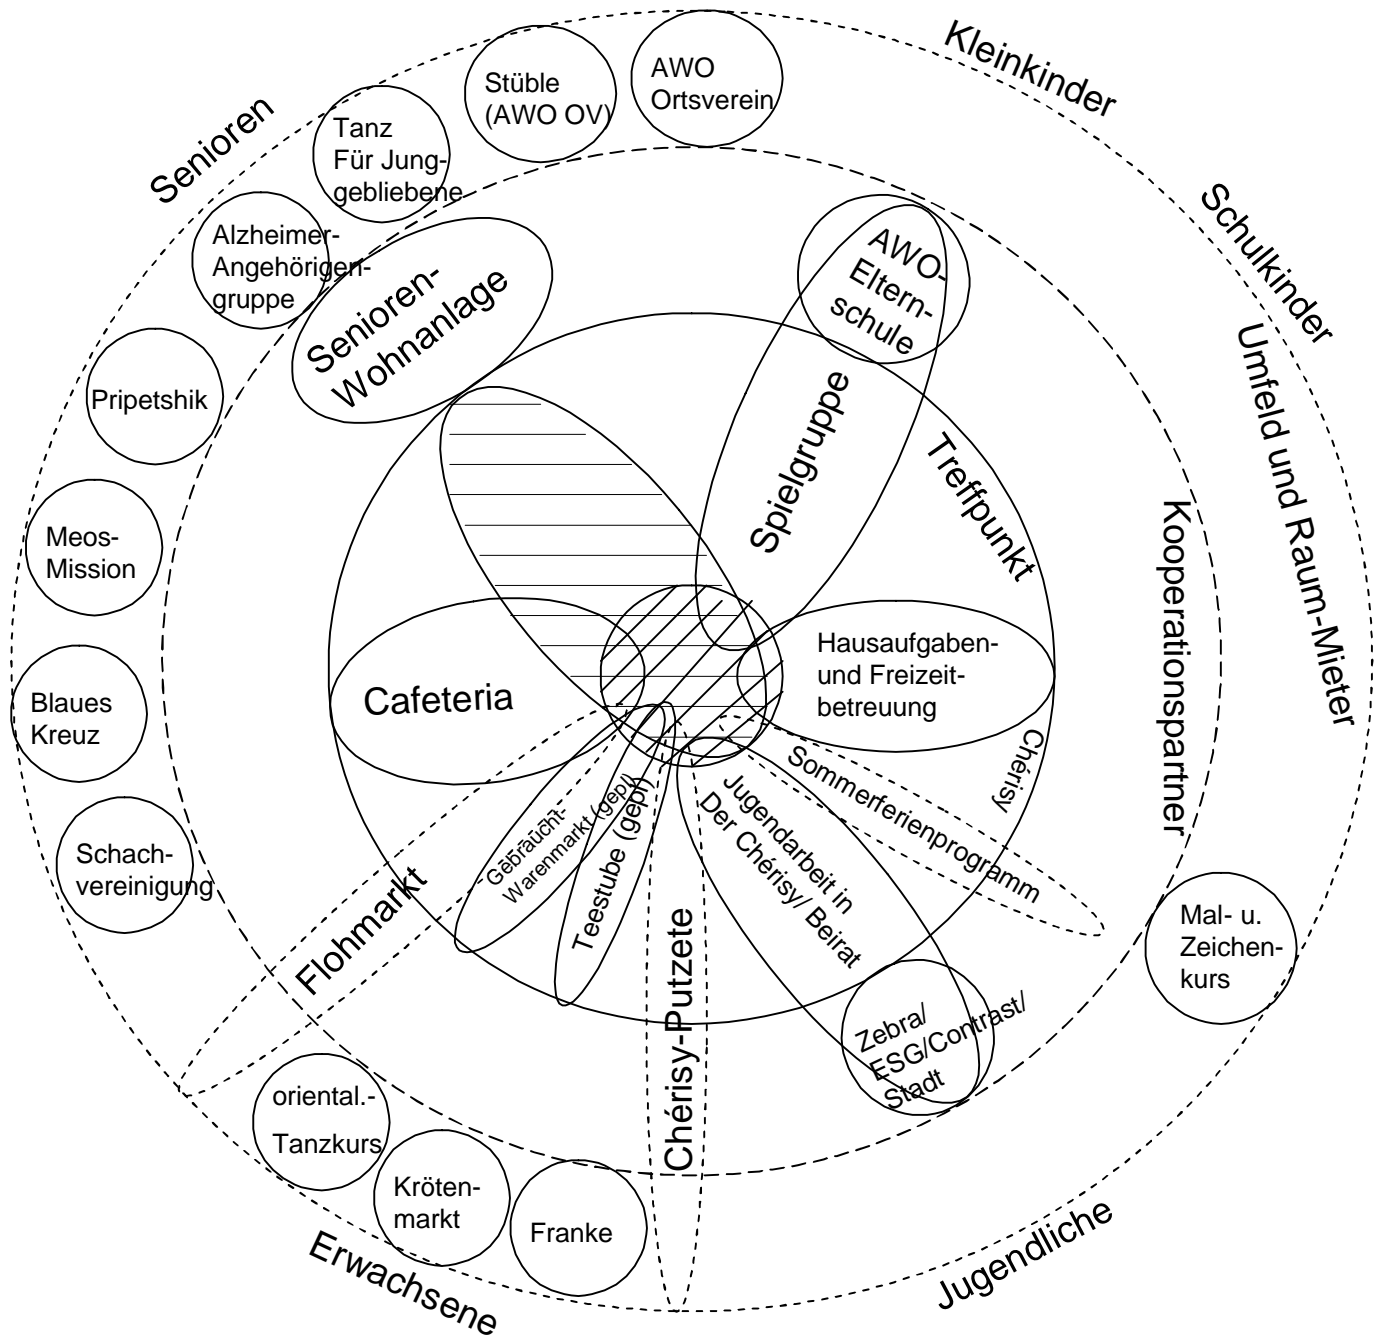 Kleinkinder
Stüble
(AWO OV)
AWO
Ortsverein
Senioren
Tanz
Für Jung-
gebliebene
Schulkinder
Alzheimer-
Angehörigen-
gruppe
Senioren-
Wohnanlage
AWO-
Eltern-
schule
Umfeld und Raum-Mieter
Pripetshik
Spielgruppe
Treffpunkt
Kooperationspartner
Meos-
Mission
Cafeteria
Hausaufgaben-
und Freizeit-
betreuung
Blaues
Kreuz
Chérisy
Sommerferienprogramm
Jugendarbeit in
Der Chérisy/ Beirat
Gebraucht-
Warenmarkt (gepl)
Teestube (gepl)
Schach-
vereinigung
Flohmarkt
Chérisy-Putzete
Mal- u.
Zeichen-
kurs
Zebra/
ESG/Contrast/
Stadt
oriental.-
Tanzkurs
Kröten-
markt
Franke
Erwachsene
Jugendliche